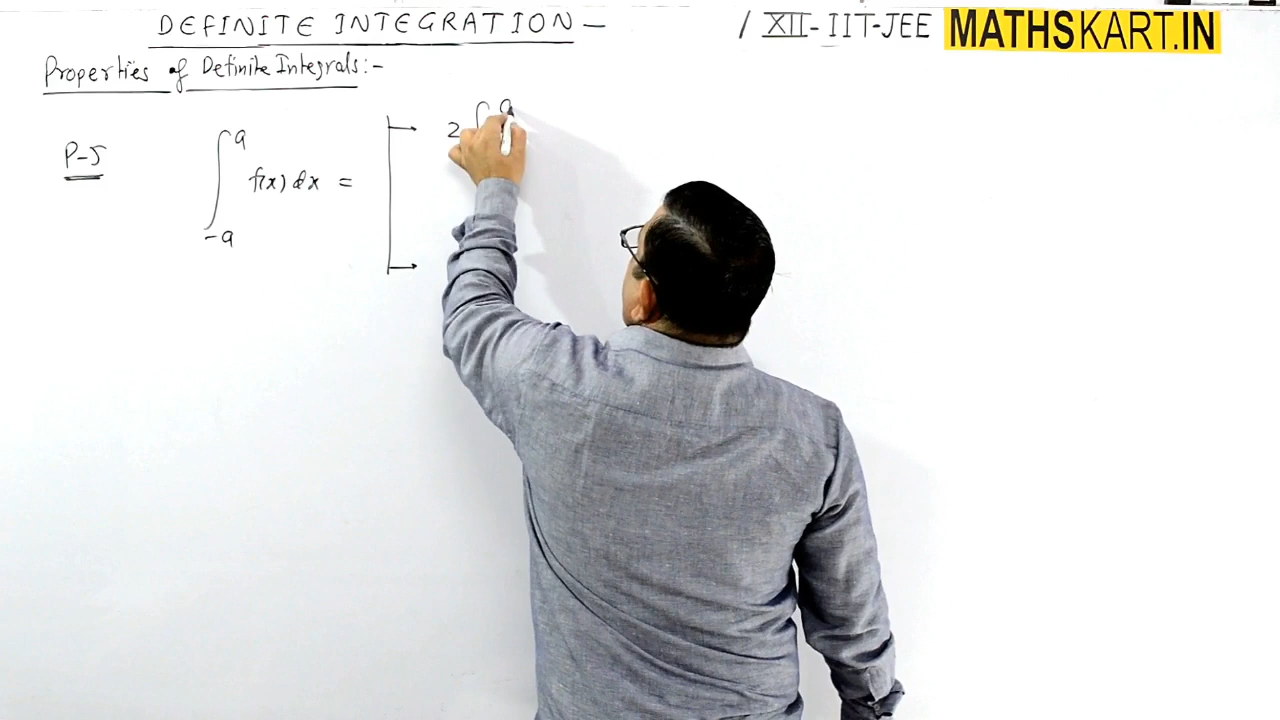 DEFINITE INTEGRATION – / XII-IIT-JEE MATHSKART.IN
Properties of Definite Integrals:-
P-5 ∫_{-a}^{a} f(x) dx = 2 ∫^{a}